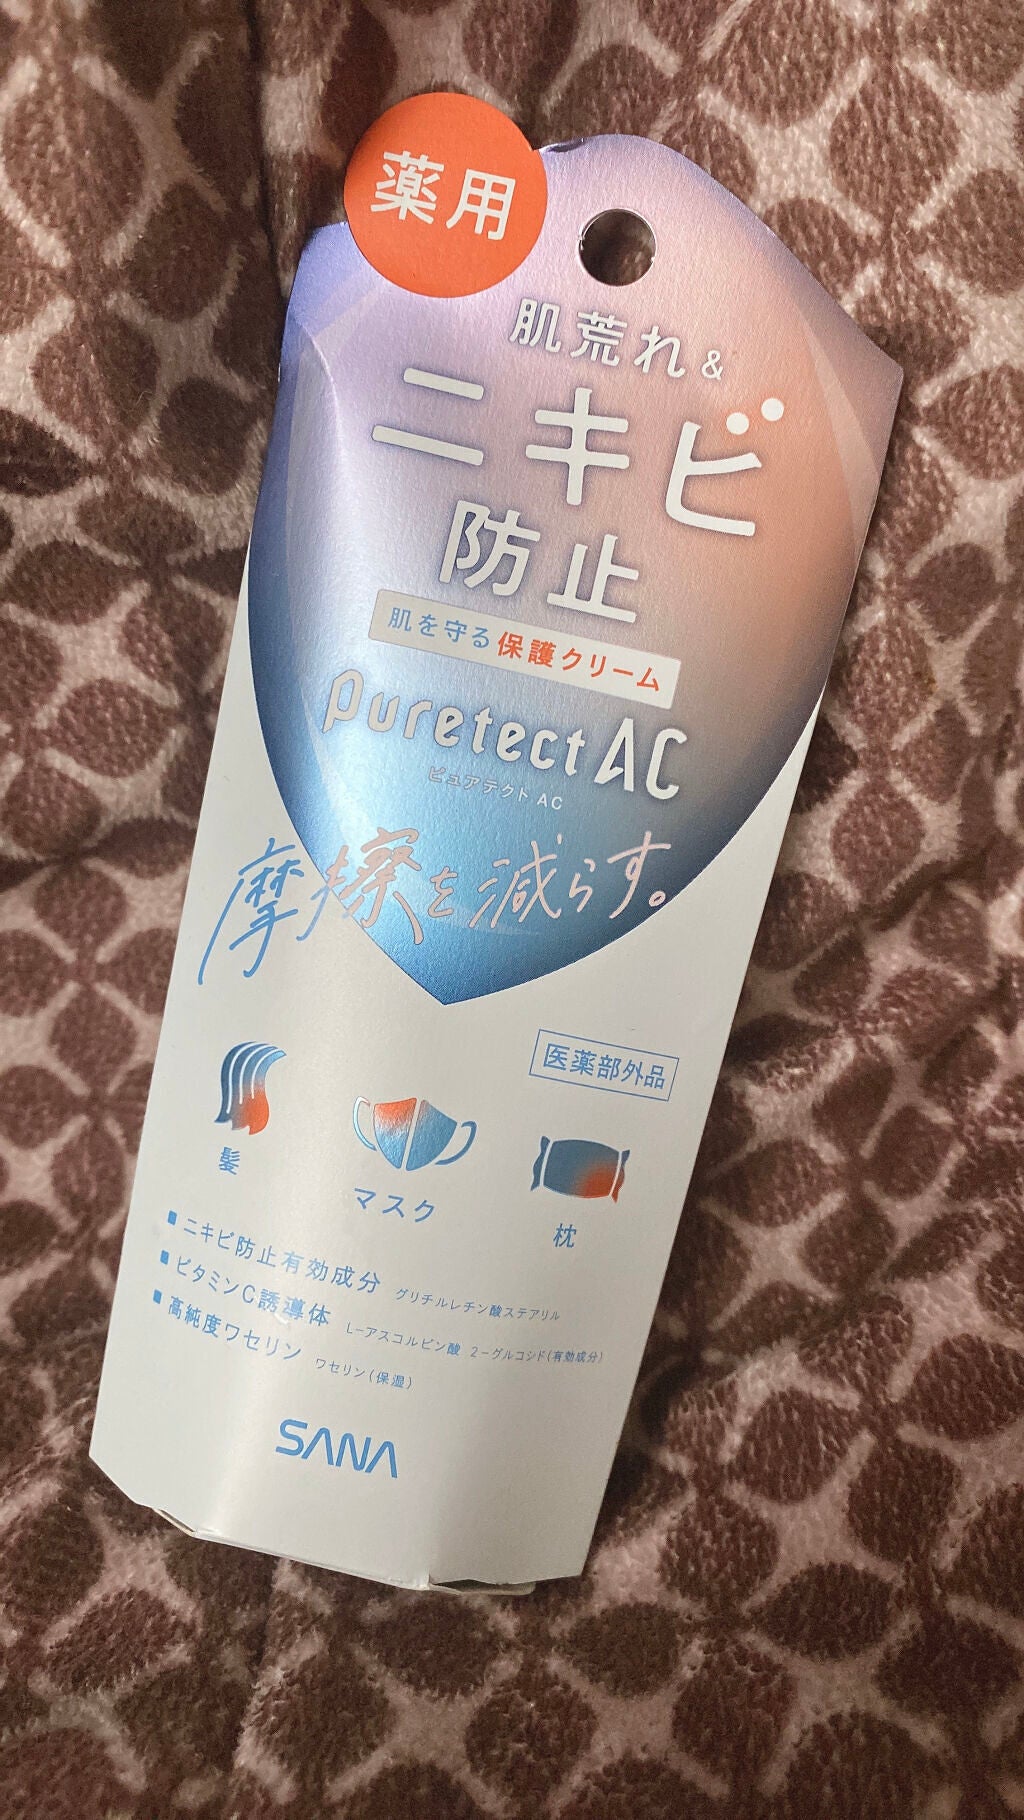 薬用
肌荒れ&
ニキビ
防止
肌を守る保護クリーム
puretect AC
ピュアテクト AC
摩擦を減らす。
医薬部外品
髪
マスク
枕
■ニキビ防止有効成分 グリチルレチン酸ステアリル
■ビタミンC誘導体 L-アスコルビン酸 2-グルコシド(有効成分)
■高純度ワセリン ワセリン(保湿)
SANA